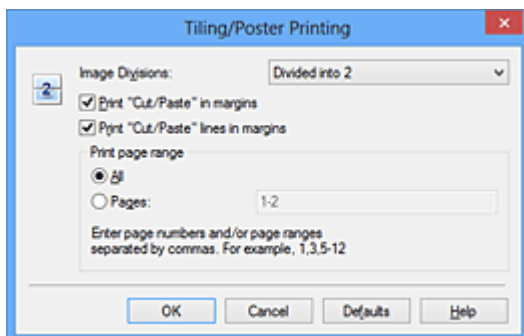 Tiling/Poster Printing
Image Divisions: Divided into 2
2
Print "Cut/Paste" in margins
Print "Cut/Paste" lines in margins
Print page range
All
Pages: 1-2
Enter page numbers and/or page ranges
separated by commas. For example, 1,3,5-12
OK Cancel Defaults Help